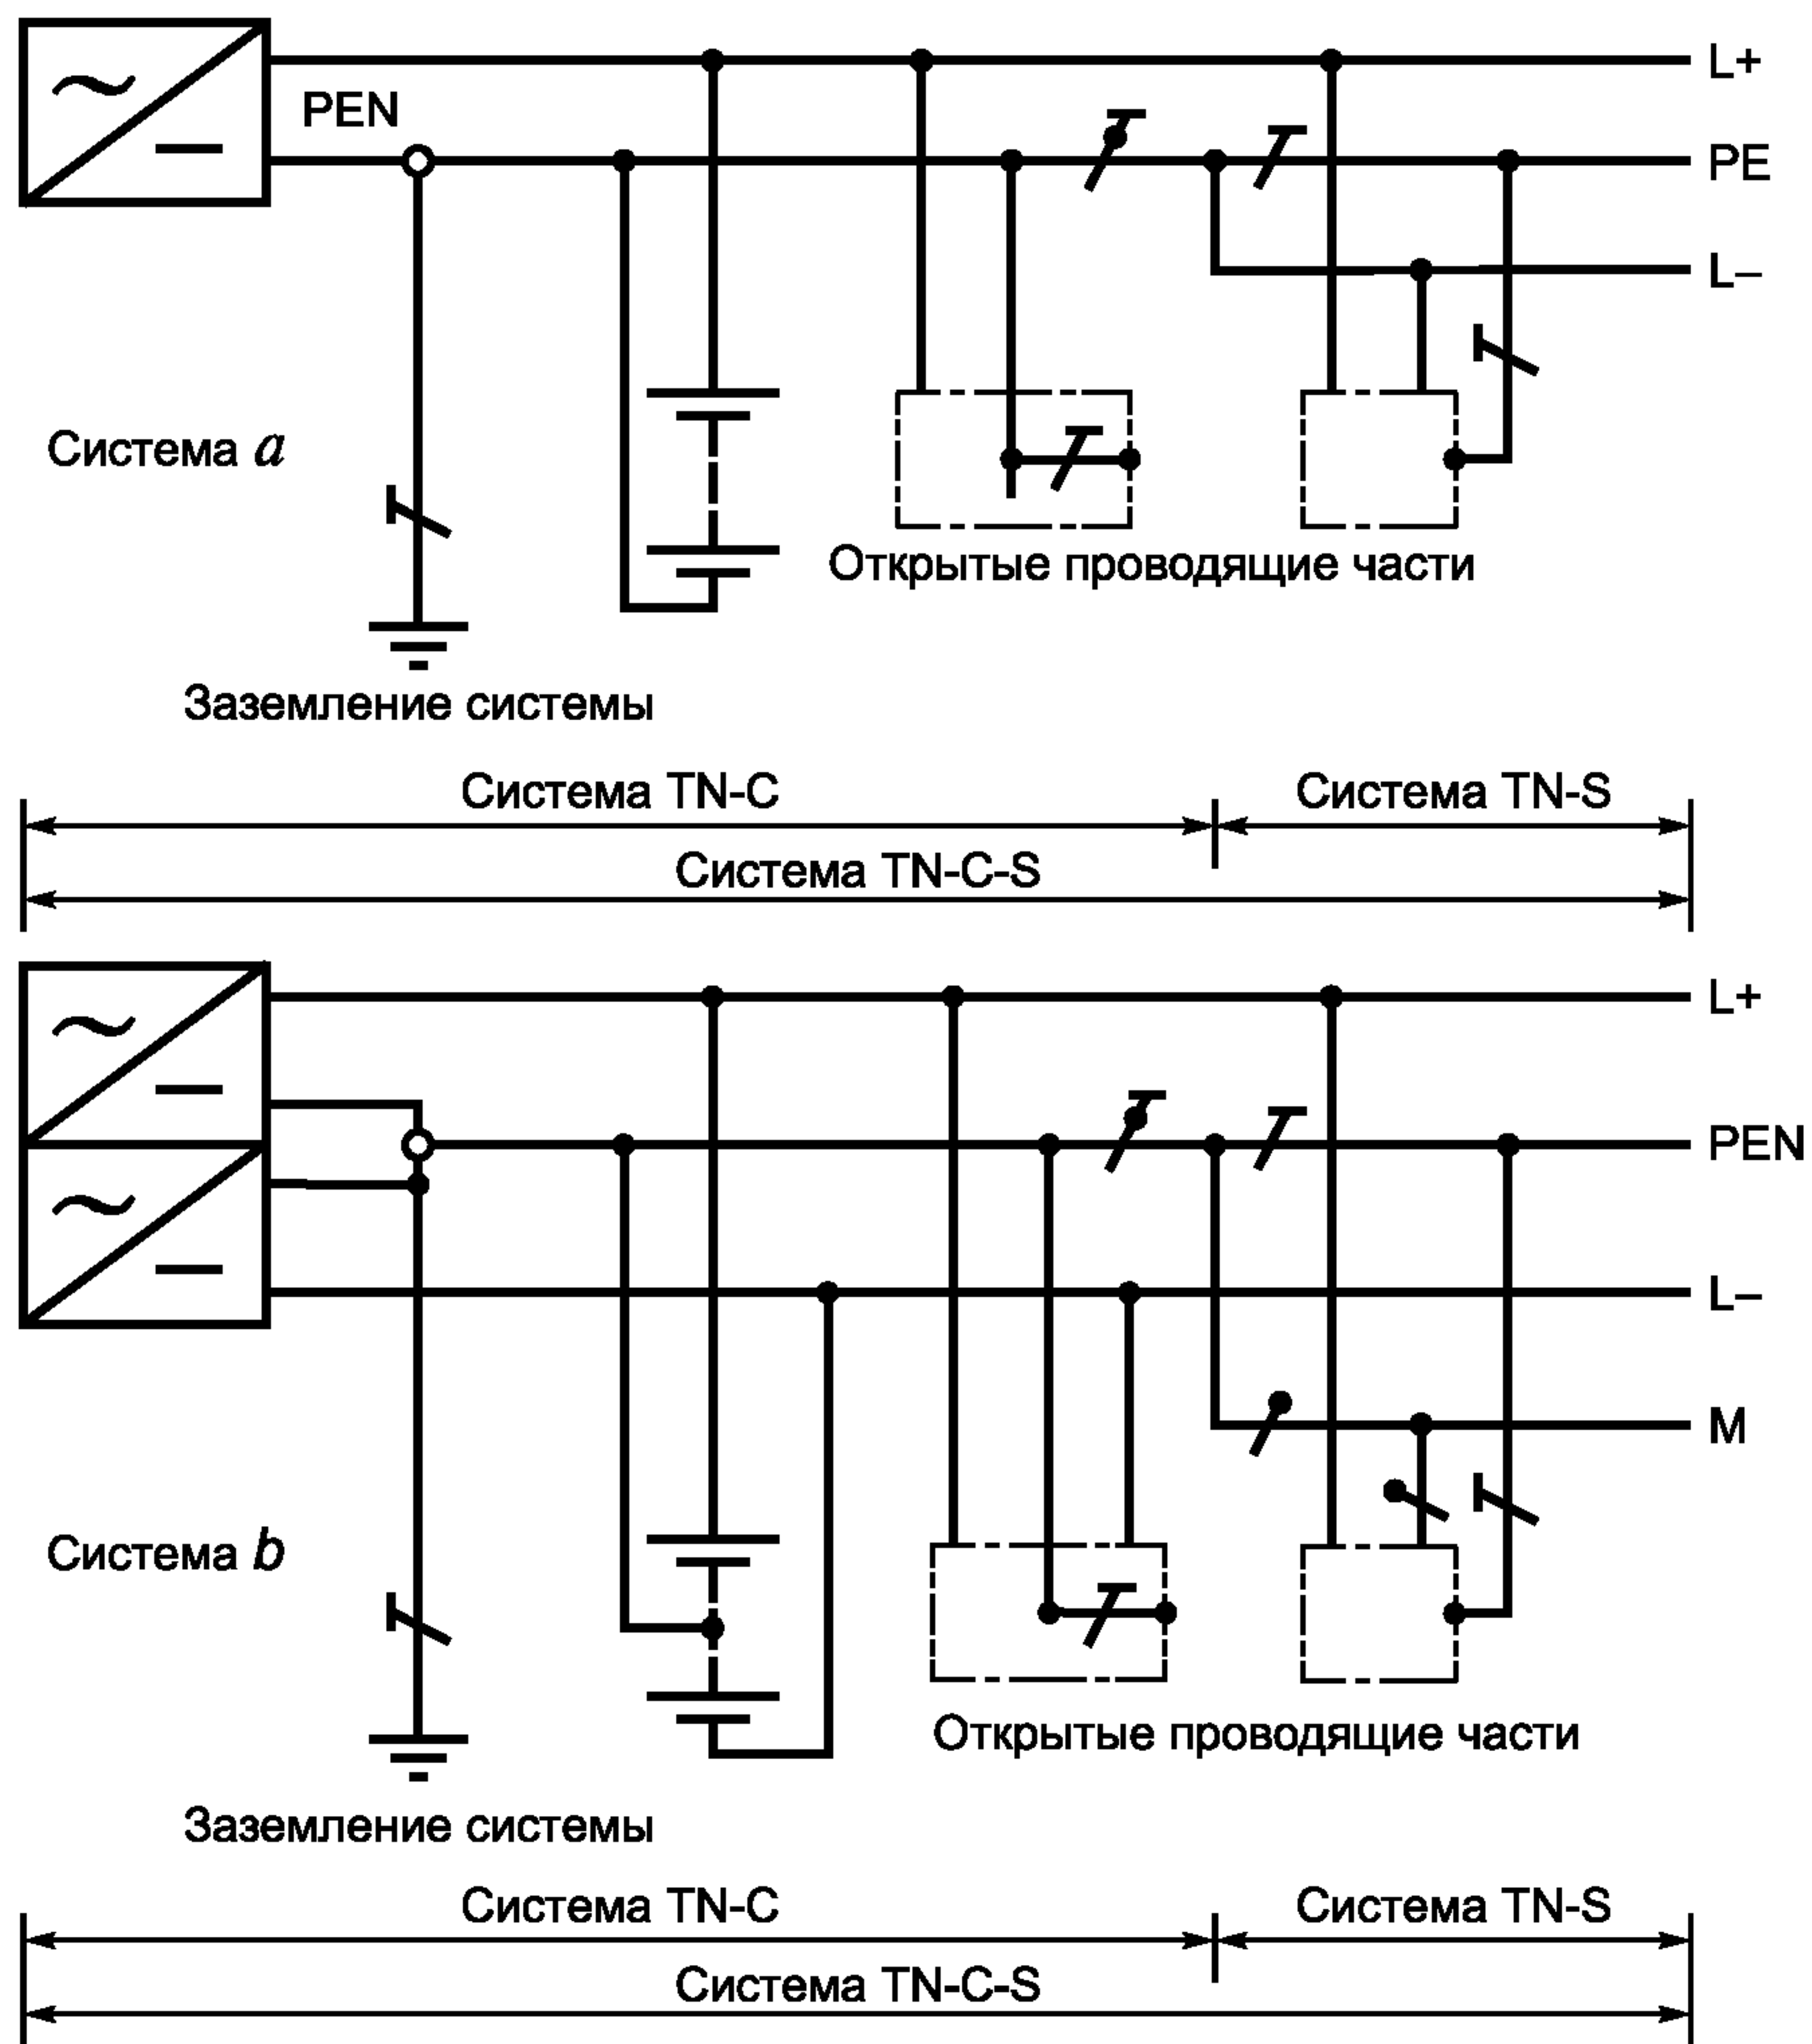 L+
PEN
PE
L–
Система a
Открытые проводящие части
Заземление системы
Система TN-C
Система TN-S
Система TN-C-S
L+
PEN
L–
M
Система b
Открытые проводящие части
Заземление системы
Система TN-C
Система TN-S
Система TN-C-S